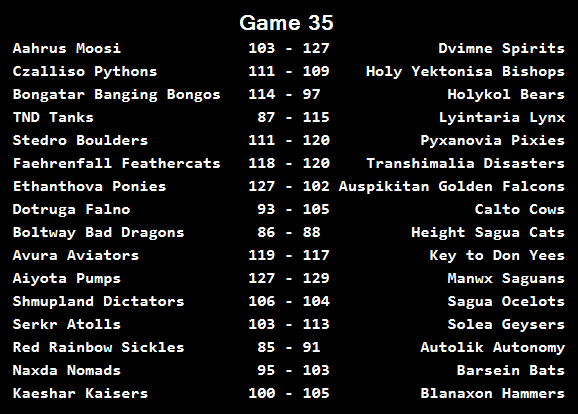 Game 35
Aahrus Moosi 103 - 127 Dvimne Spirits
Czalliso Pythons 111 - 109 Holy Yektonisa Bishops
Bongatar Banging Bongos 114 - 97 Holykol Bears
TND Tanks 87 - 115 Lyintaria Lynx
Stedro Boulders 111 - 120 Pyxanovia Pixies
Faehrenfall Feathercats 118 - 120 Transhimalia Disasters
Ethanthova Ponies 127 - 102 Auspikitan Golden Falcons
Dotruga Falno 93 - 105 Calto Cows
Boltway Bad Dragons 86 - 88 Height Sagua Cats
Avura Aviators 119 - 117 Key to Don Yees
Aiyota Pumps 127 - 129 Manwx Saguans
Shmupland Dictators 106 - 104 Sagua Ocelots
Serkr Atolls 103 - 113 Solea Geysers
Red Rainbow Sickles 85 - 91 Autolik Autonomy
Naxda Nomads 95 - 103 Barsein Bats
Kaeshar Kaisers 100 - 105 Blanaxon Hammers